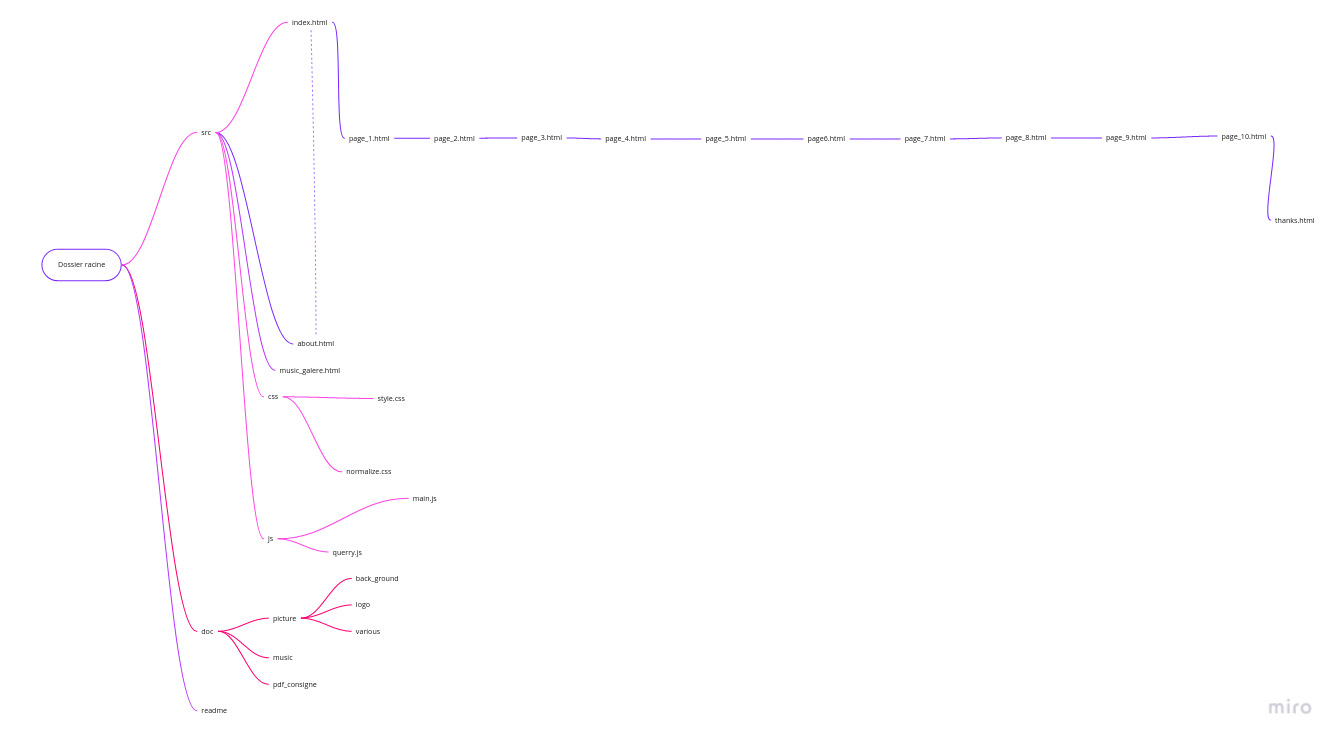 index.html
src
page_1.html
page_2.html
page_3.html
page_4.html
page_5.html
page6.html
page_7.html
page_8.html
page_9.html
page_10.html
thanks.html
Dossier racine
about.html
music_galere.html
css
style.css
normalize.css
main.js
js
querry.js
back_ground
logo
picture
various
doc
music
pdf_consigne
readme
miro